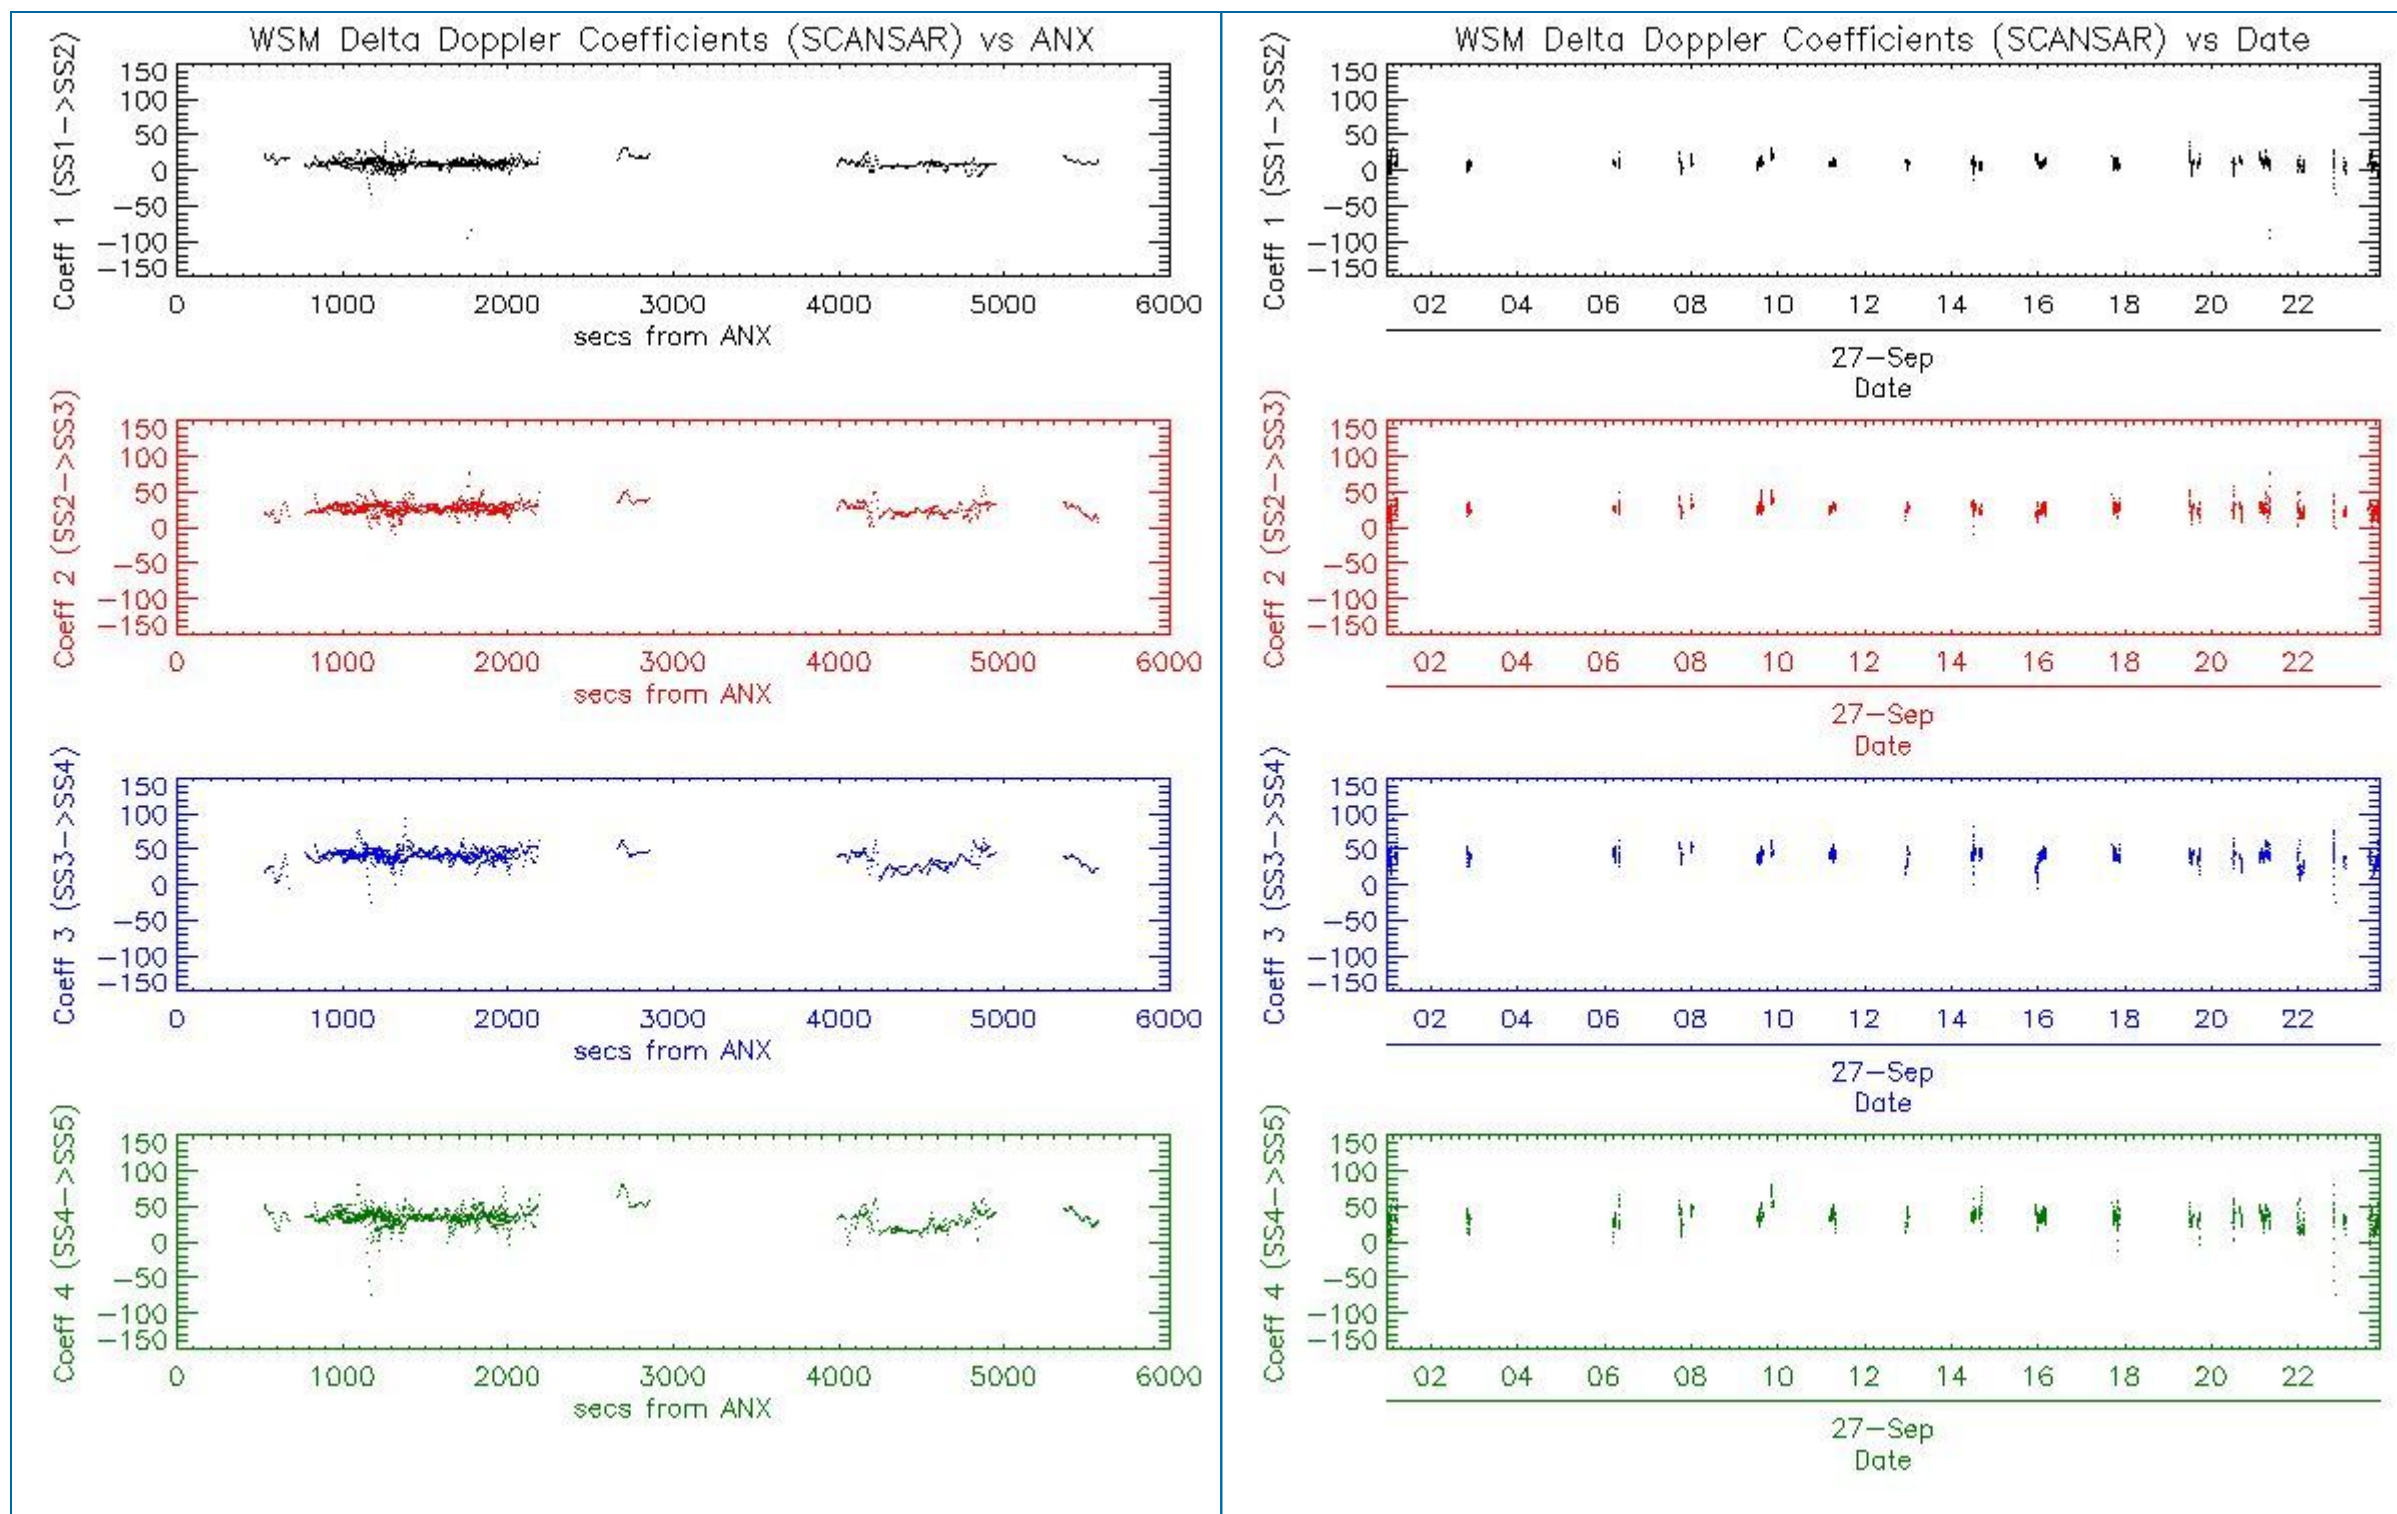 WSM Delta Doppler Coefficients (SCANSAR) vs ANX
Coeff 1 (SS1->SS2)
150
100
50
0
-50
-100
-150
0 1000 2000 3000 4000 5000 6000
secs from ANX
Coeff 2 (SS2->SS3)
150
100
50
0
-50
-100
-150
0 1000 2000 3000 4000 5000 6000
secs from ANX
Coeff 3 (SS3->SS4)
150
100
50
0
-50
-100
-150
0 1000 2000 3000 4000 5000 6000
secs from ANX
Coeff 4 (SS4->SS5)
150
100
50
0
-50
-100
-150
0 1000 2000 3000 4000 5000 6000
secs from ANX
WSM Delta Doppler Coefficients (SCANSAR) vs Date
Coeff 1 (SS1->SS2)
150
100
50
0
-50
-100
-150
02 04 06 08 10 12 14 16 18 20 22
27-Sep
Date
Coeff 2 (SS2->SS3)
150
100
50
0
-50
-100
-150
02 04 06 08 10 12 14 16 18 20 22
27-Sep
Date
Coeff 3 (SS3->SS4)
150
100
50
0
-50
-100
-150
02 04 06 08 10 12 14 16 18 20 22
27-Sep
Date
Coeff 4 (SS4->SS5)
150
100
50
0
-50
-100
-150
02 04 06 08 10 12 14 16 18 20 22
27-Sep
Date